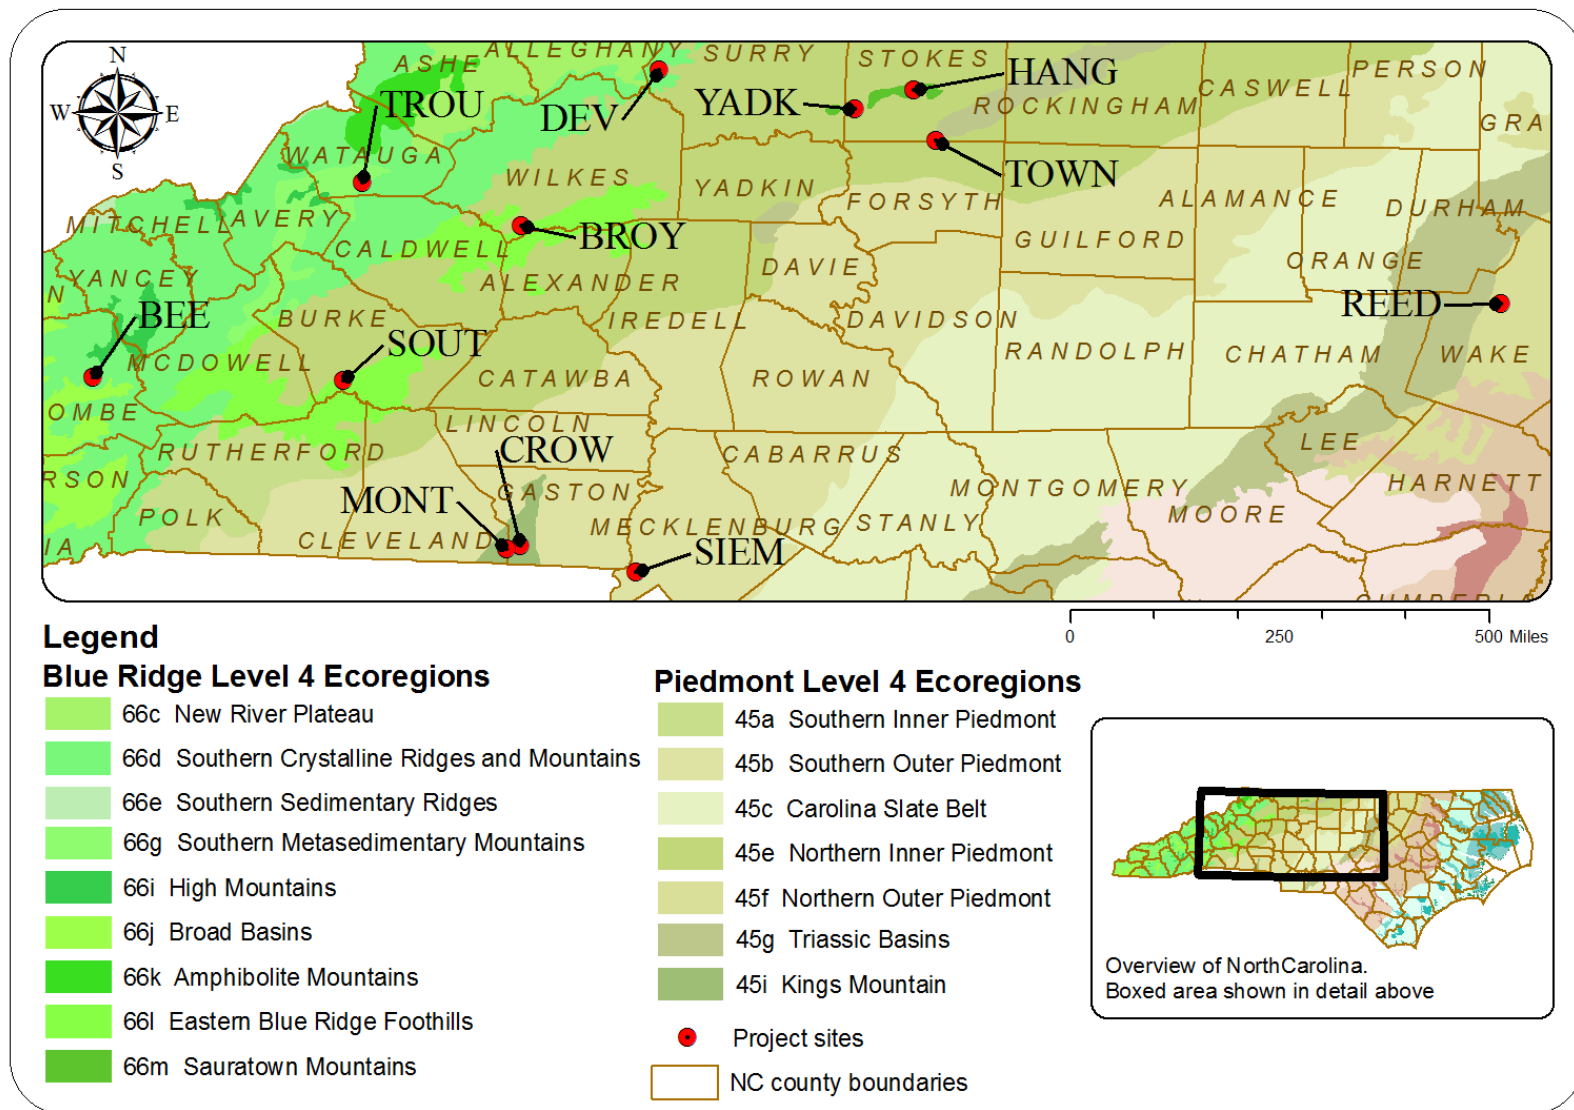 N
W
E
S
ASHE
ALLEGHANY
SURRY
STOKES
HANG
PERSON
TROU
DEV
YADK
ROCKINGHAM
CASWELL
GRA
WATAUGA
WILKES
YADKIN
TOWN
FORSYTH
ALAMANCE
DURHAM
MITCHELL
AVERY
CALDWELL
BROY
GUILFORD
YANCEY
ALEXANDER
DAVIE
ORANGE
N
BEE
BURKE
IREDELL
DAVIDSON
REED
MCDOWELL
SOUT
CATAWBA
ROWAN
RANDOLPH
CHATHAM
WAKE
OMBE
LINCOLN
RUTHERFORD
CROW
CABARRUS
LEE
RSON
MONT
GASTON
MONTGOMERY
HARNETT
POLK
CLEVELAND
MECKLENBURG
STANLY
MOORE
IA
SIEM
CUMBERLA
0
250
500 Miles
Legend
Blue Ridge Level 4 Ecoregions
66c New River Plateau
66d Southern Crystalline Ridges and Mountains
66e Southern Sedimentary Ridges
66g Southern Metasedimentary Mountains
66i High Mountains
66j Broad Basins
66k Amphibolite Mountains
66l Eastern Blue Ridge Foothills
66m Sauratown Mountains
Piedmont Level 4 Ecoregions
45a Southern Inner Piedmont
45b Southern Outer Piedmont
45c Carolina Slate Belt
45e Northern Inner Piedmont
45f Northern Outer Piedmont
45g Triassic Basins
45i Kings Mountain
Project sites
NC county boundaries
Overview of NorthCarolina.
Boxed area shown in detail above